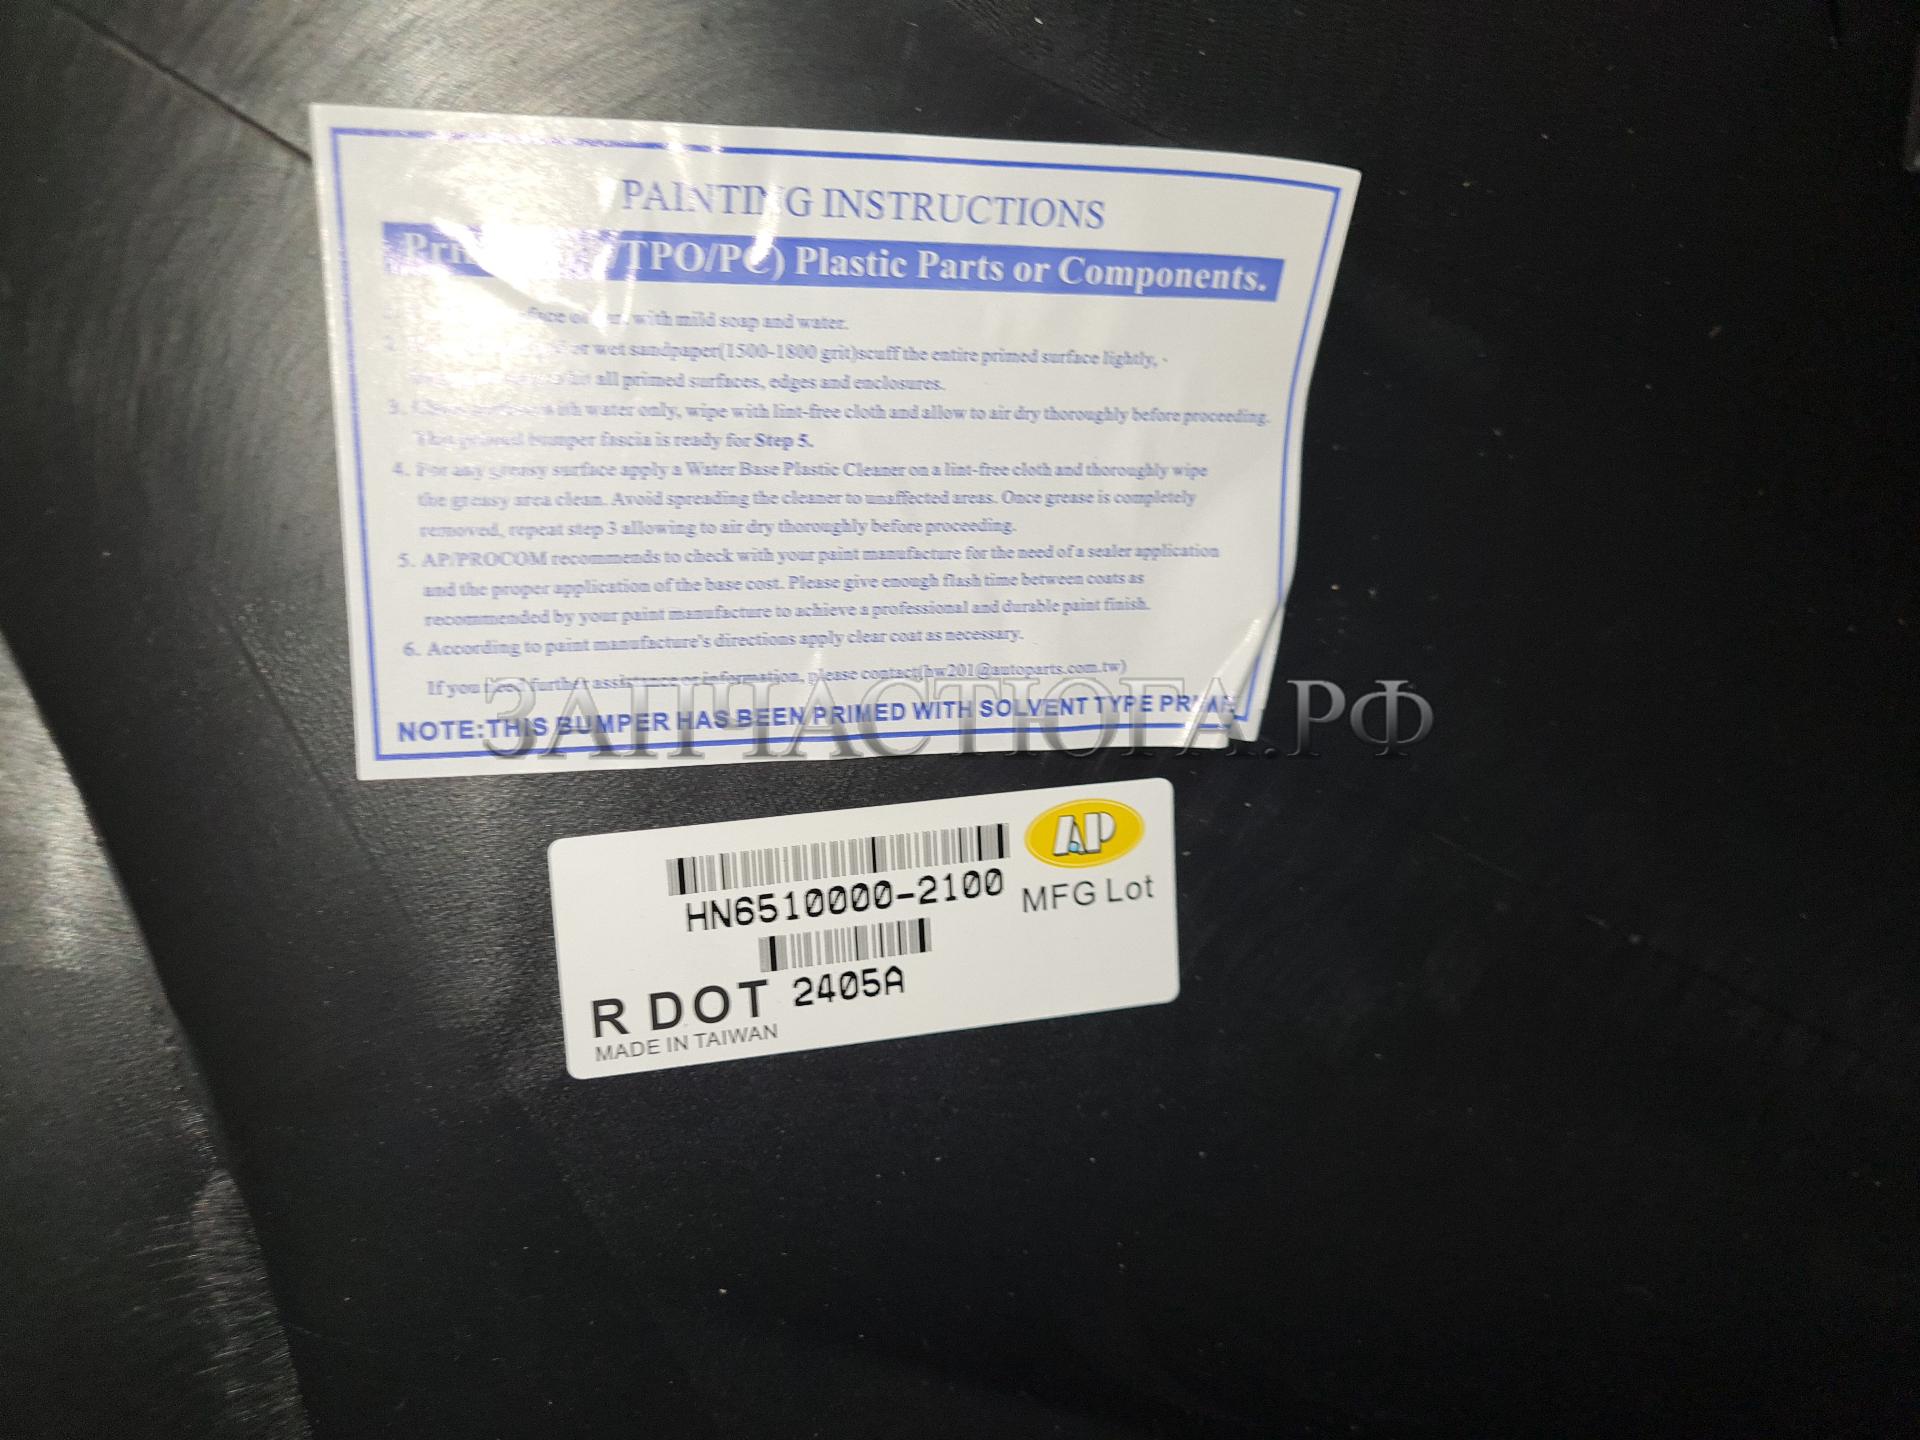 PAINTING INSTRUCTIONS
/TPO/PC) Plastic Parts or Components.
with mild soap and water.
2. or wet sandpaper(1500-1800 grit)scuff the entire primed surface lightly,
all primed surfaces, edges and enclosures.
3. with water only, wipe with lint-free cloth and allow to air dry thoroughly before proceeding.
This primed bumper fascia is ready for Step 5.
4. For any greasy surface apply a Water Base Plastic Cleaner on a lint-free cloth and thoroughly wipe
the greasy area clean. Avoid spreading the cleaner to unaffected areas. Once grease is completely
removed, repeat step 3 allowing to air dry thoroughly before proceeding.
5. AP/PROCOM recommends to check with your paint manufacture for the need of a sealer application
and the proper application of the base cost. Please give enough flash time between coats as
recommended by your paint manufacture to achieve a professional and durable paint finish.
6. According to paint manufacture's directions apply clear coat as necessary.
If you need further assistance or information, please contact(hw201@autoparts.com.tw)
NOTE:THIS BUMPER HAS BEEN PRIMED WITH SOLVENT TYPE
ЗАПЧАСТЮГА.РФ
AP
HN6510000-2100
MFG Lot
R DOT 2405A
MADE IN TAIWAN